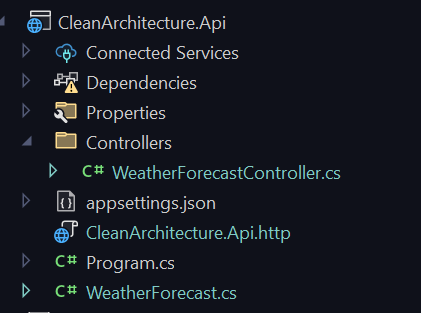 CleanArchitecture.Api
Connected Services
Dependencies
Properties
Controllers
C# WeatherForecastController.cs
appsettings.json
CleanArchitecture.Api.http
C# Program.cs
C# WeatherForecast.cs